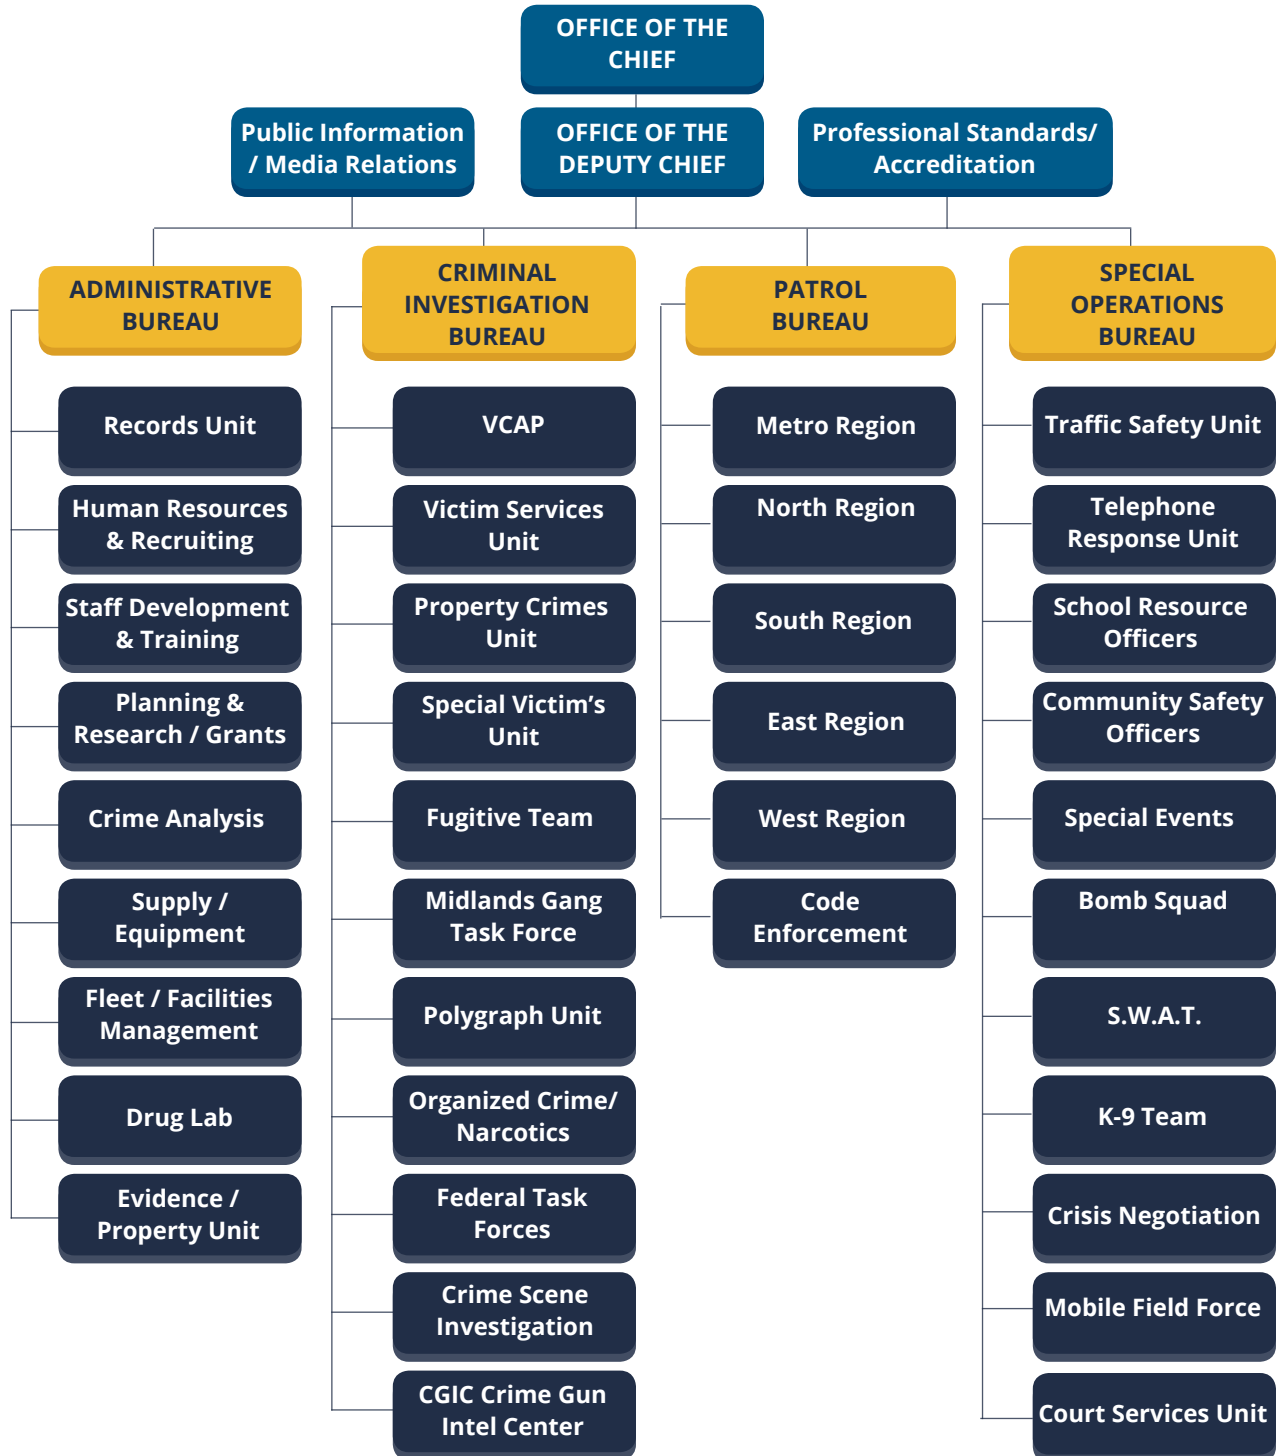 OFFICE OF THE
CHIEF
Public Information
/ Media Relations
OFFICE OF THE
DEPUTY CHIEF
Professional Standards/
Accreditation
ADMINISTRATIVE
BUREAU
Records Unit
Human Resources
& Recruiting
Staff Development
& Training
Planning &
Research / Grants
Crime Analysis
Supply /
Equipment
Fleet / Facilities
Management
Drug Lab
Evidence /
Property Unit
CRIMINAL
INVESTIGATION
BUREAU
VCAP
Victim Services
Unit
Property Crimes
Unit
Special Victim’s
Unit
Fugitive Team
Midlands Gang
Task Force
Polygraph Unit
Organized Crime/
Narcotics
Federal Task
Forces
Crime Scene
Investigation
CGIC Crime Gun
Intel Center
PATROL
BUREAU
Metro Region
North Region
South Region
East Region
West Region
Code
Enforcement
SPECIAL
OPERATIONS
BUREAU
Traffic Safety Unit
Telephone
Response Unit
School Resource
Officers
Community Safety
Officers
Special Events
Bomb Squad
S.W.A.T.
K-9 Team
Crisis Negotiation
Mobile Field Force
Court Services Unit